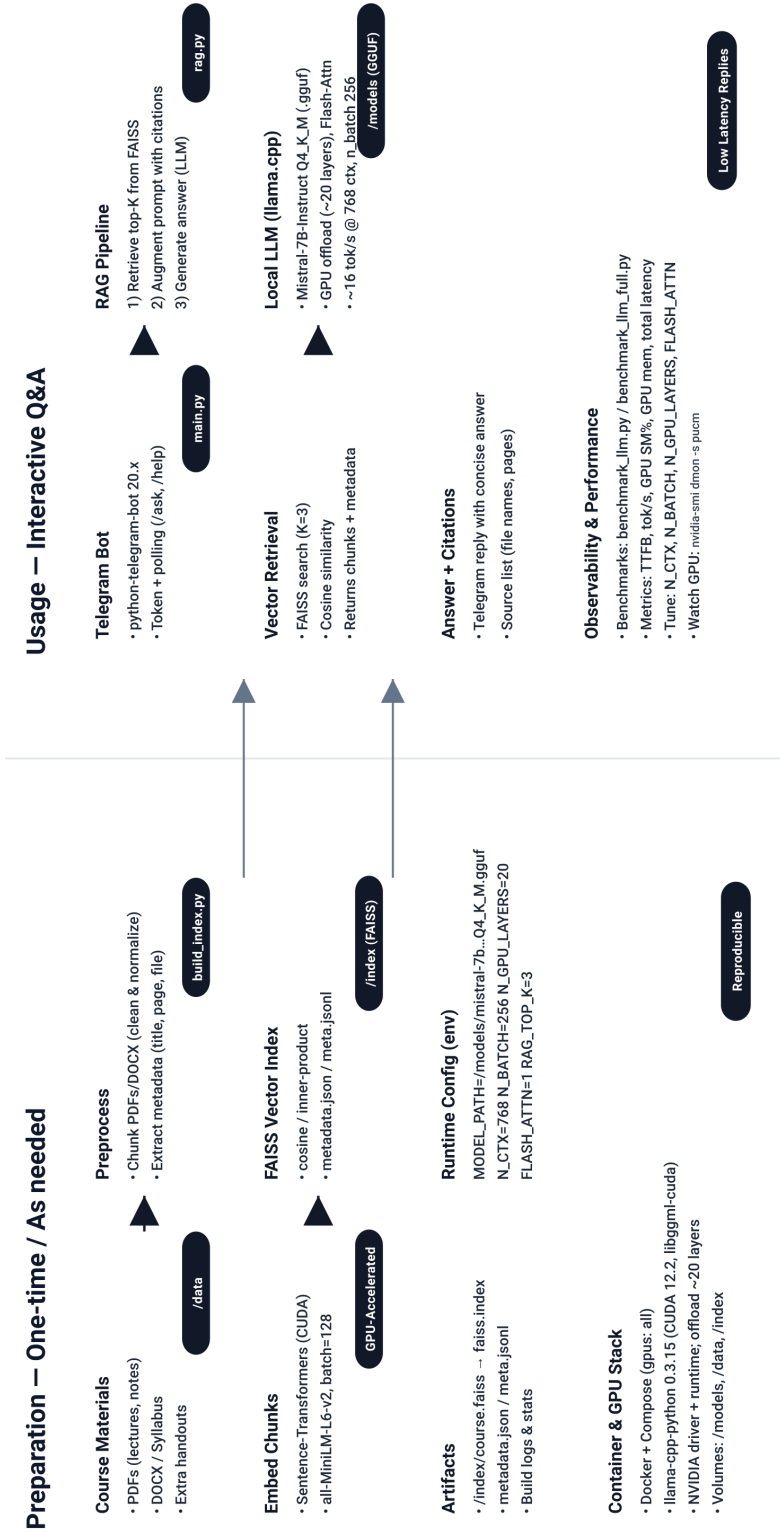 Preparation — One-time / As needed
Course Materials
• PDFs (lectures, notes)
• DOCX / Syllabus
• Extra handouts
/data
Preprocess
• Chunk PDFs/DOCX (clean & normalize)
• Extract metadata (title, page, file)
build_index.py
Embed Chunks
• Sentence-Transformers (CUDA)
• all-MiniLM-L6-v2, batch=128
GPU-Accelerated
FAISS Vector Index
• cosine / inner-product
• metadata.json / meta.jsonl
/index (FAISS)
Artifacts
• /index/course.faiss → faiss.index
• metadata.json / meta.jsonl
• Build logs & stats
Runtime Config (env)
MODEL_PATH=/models/mistral-7b…Q4_K_M.gguf
N_CTX=768 N_BATCH=256 N_GPU_LAYERS=20
FLASH_ATTN=1 RAG_TOP_K=3
Container & GPU Stack
• Docker + Compose (gpus: all)
• llama-cpp-python 0.3.15 (CUDA 12.2, libggml-cuda)
• NVIDIA driver + runtime; offload ~20 layers
• Volumes: /models, /data, /index
Reproducible
Usage — Interactive Q&A
Telegram Bot
• python-telegram-bot 20.x
• Token + polling (/ask, /help)
main.py
RAG Pipeline
1) Retrieve top-K from FAISS
2) Augment prompt with citations
3) Generate answer (LLM)
rag.py
Vector Retrieval
• FAISS search (K=3)
• Cosine similarity
• Returns chunks + metadata
Local LLM (llama.cpp)
• Mistral-7B-Instruct Q4_K_M (.gguf)
• GPU offload (~20 layers), Flash-Attn
• ~16 tok/s @ 768 ctx, n_batch 256
/models (GGUF)
Answer + Citations
• Telegram reply with concise answer
• Source list (file names, pages)
Observability & Performance
• Benchmarks: benchmark_llm.py / benchmark_llm_full.py
• Metrics: TTFB, tok/s, GPU SM%, GPU mem, total latency
• Tune: N_CTX, N_BATCH, N_GPU_LAYERS, FLASH_ATTN
• Watch GPU: nvidia-smi dmon -s pucm
Low Latency Replies